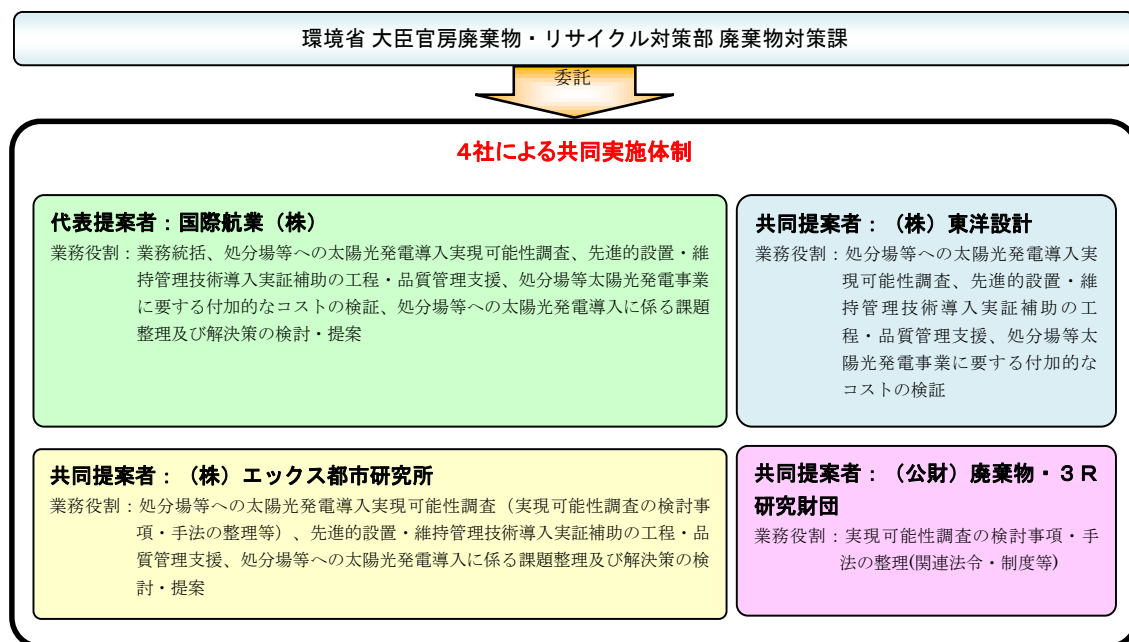 環境省 大臣官房廃棄物・リサイクル対策部 廃棄物対策課
委託
4社による共同実施体制
代表提案者：国際航業（株）
業務役割：業務統括、処分場等への太陽光発電導入実現可能性調査、先進的設置・維
持管理技術導入実証補助の工程・品質管理支援、処分場等太陽光発電事業
に要する付加的なコストの検証、処分場等への太陽光発電導入に係る課題
整理及び解決策の検討・提案
共同提案者：（株）東洋設計
業務役割：処分場等への太陽光発電導入実
現可能性調査、先進的設置・維
持管理技術導入実証補助の工
程・品質管理支援、処分場等太
陽光発電事業に要する付加的な
コストの検証
共同提案者：（株）エックス都市研究所
業務役割：処分場等への太陽光発電導入実現可能性調査（実現可能性調査の検討事
項・手法の整理等）、先進的設置・維持管理技術導入実証補助の工程・品
質管理支援、処分場等への太陽光発電導入に係る課題整理及び解決策の検
討・提案
共同提案者：（公財）廃棄物・３Ｒ
研究財団
業務役割：実現可能性調査の検討事項・手
法の整理(関連法令・制度等)